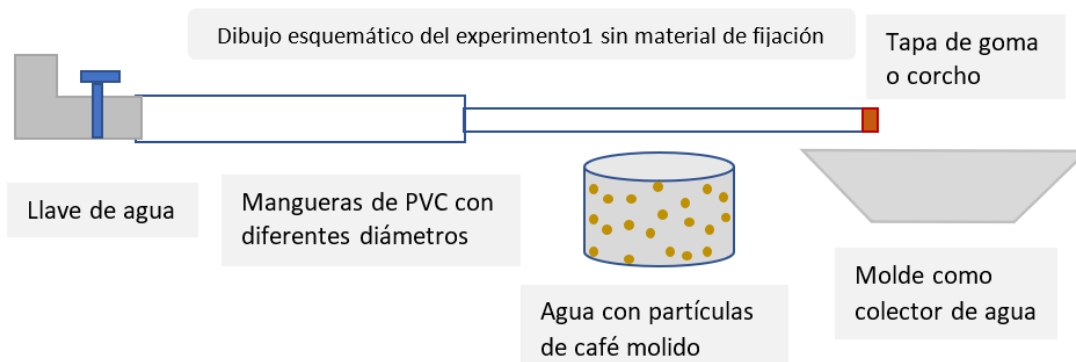 Dibujo esquemático del experimento1 sin material de fijación
Tapa de goma
o corcho
Llave de agua
Mangueras de PVC con
diferentes diámetros
Agua con partículas
de café molido
Molde como
colector de agua